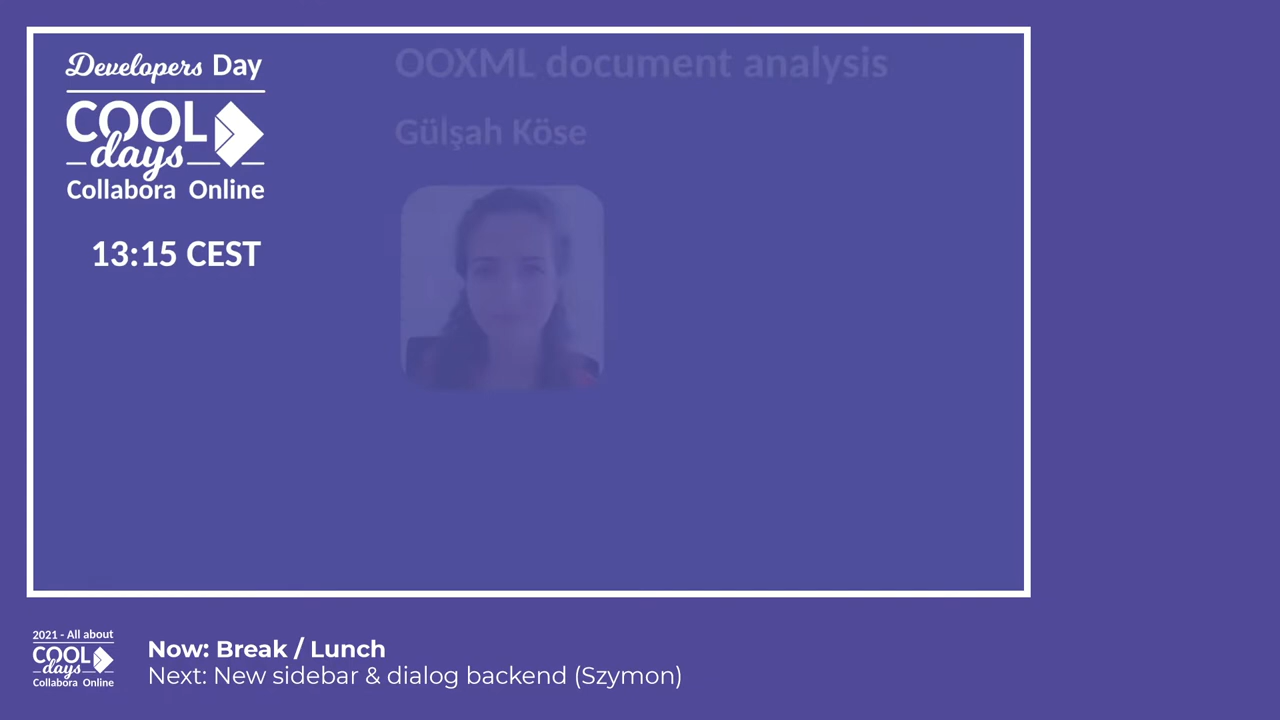 Developers Day
COOL
days
Collabora Online
13:15 CEST
OOXML document analysis
Gülşah Köse
2021 - All about
COOL
days
Collabora Online
Now: Break / Lunch
Next: New sidebar & dialog backend (Szymon)